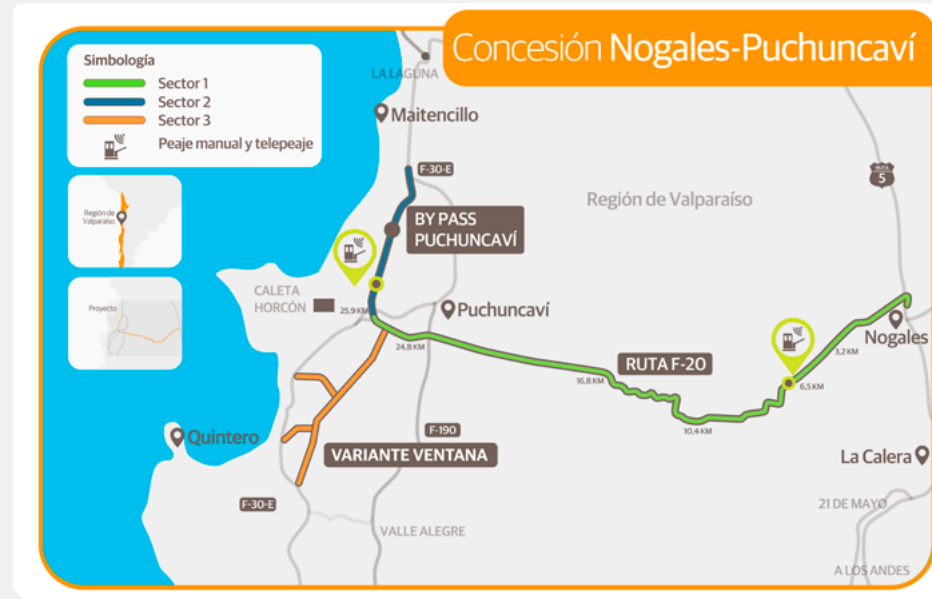 Concesión Nogales-Puchuncaví
Simbología
Sector 1
Sector 2
Sector 3
Peaje manual y telepeaje
Región de
Valparaíso
Proyecto
LA LAGUNA
Maitencillo
F-30-E
RUTA
5
Región de Valparaíso
BY PASS
PUCHUNCAVÍ
CALETA
HORCÓN
25,9 KM
Puchuncaví
24,8 KM
RUTA F-20
16,8 KM
10,4 KM
6,5 KM
3,2 KM
Nogales
Quintero
F-190
VARIANTE VENTANA
La Calera
F-30-E
21 DE MAYO
VALLE ALEGRE
A LOS ANDES